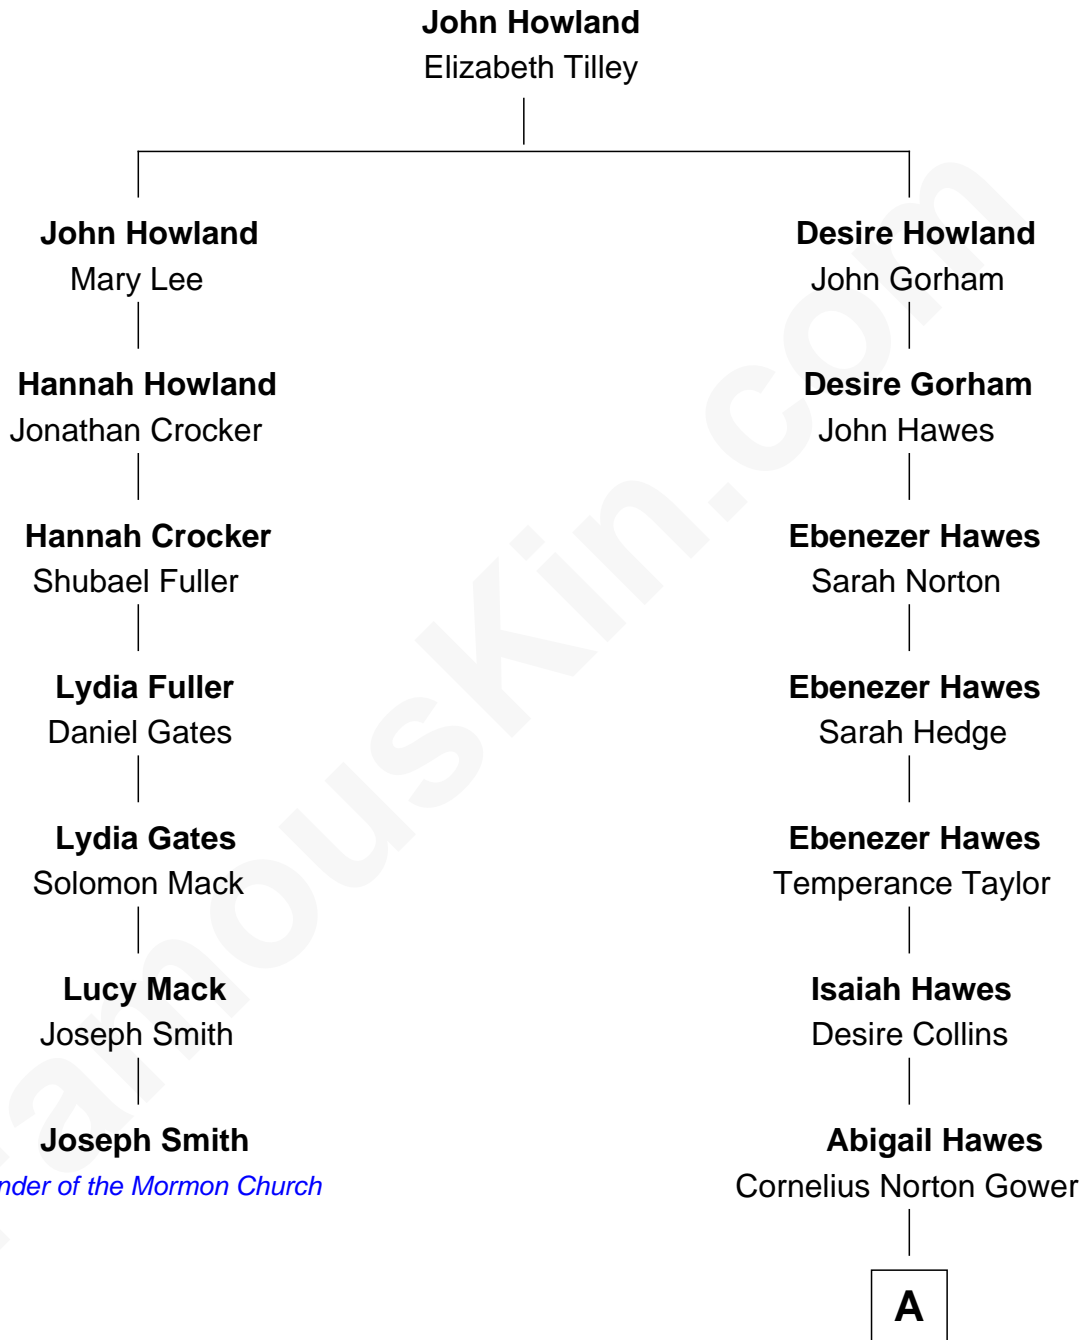 John Howland
Elizabeth Tilley
John Howland
Mary Lee
Desire Howland
John Gorham
Hannah Howland
Jonathan Crocker
Desire Gorham
John Hawes
Hannah Crocker
Shubael Fuller
Ebenezer Hawes
Sarah Norton
Lydia Fuller
Daniel Gates
Ebenezer Hawes
Sarah Hedge
Lydia Gates
Solomon Mack
Ebenezer Hawes
Temperance Taylor
Lucy Mack
Joseph Smith
Isaiah Hawes
Desire Collins
Joseph Smith
nder of the Mormon Church
Abigail Hawes
Cornelius Norton Gower
A
FamousKin.com